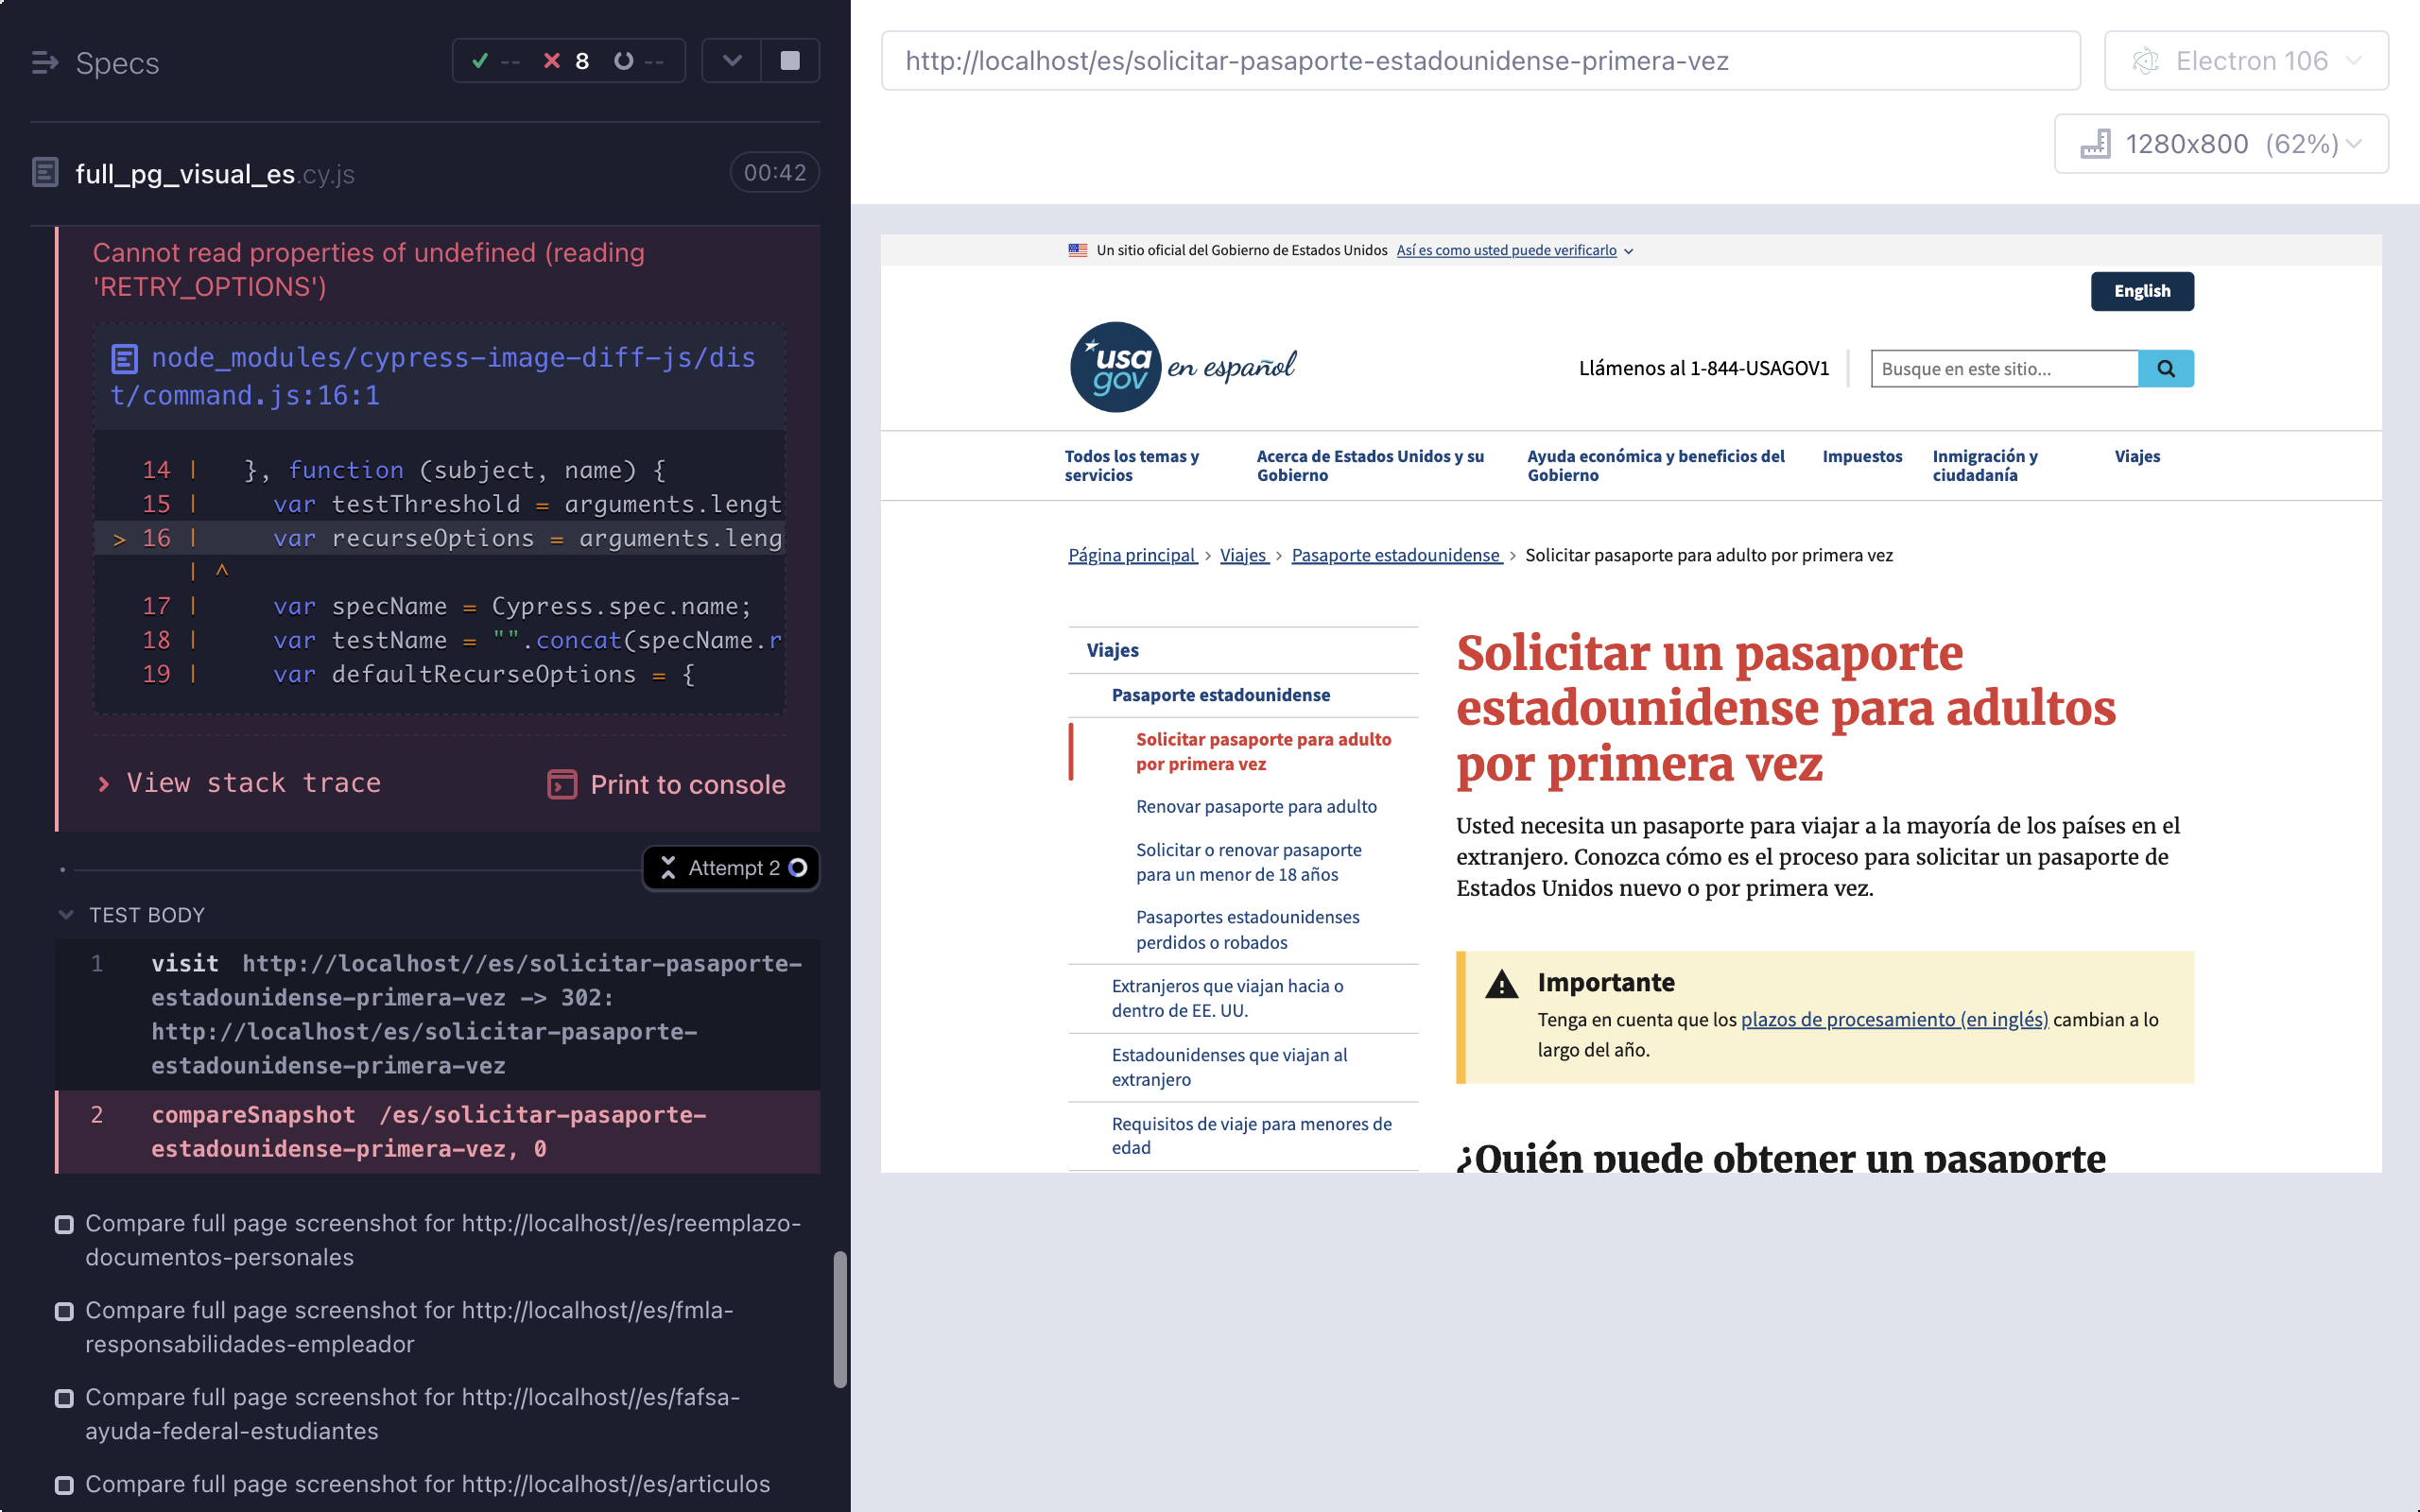 Specs
-- 8 --
full_pg_visual_es.cy.js
00:42
Cannot read properties of undefined (reading
'RETRY_OPTIONS')
node_modules/cypress-image-diff-js/dis
t/command.js:16:1
14 | }, function (subject, name) {
15 | var testThreshold = arguments.lengt
> 16 | var recurseOptions = arguments.leng
| ^
17 | var specName = Cypress.spec.name;
18 | var testName = "".concat(specName.r
19 | var defaultRecurseOptions = {
View stack trace
Print to console
Attempt 2
TEST BODY
1 visit http://localhost//es/solicitar-pasaporte-
estadounidense-primera-vez -> 302:
http://localhost/es/solicitar-pasaporte-
estadounidense-primera-vez
2 compareSnapshot /es/solicitar-pasaporte-
estadounidense-primera-vez, 0
Compare full page screenshot for http://localhost//es/reemplazo-
documentos-personales
Compare full page screenshot for http://localhost//es/fmla-
responsabilidades-empleador
Compare full page screenshot for http://localhost//es/fafsa-
ayuda-federal-estudiantes
Compare full page screenshot for http://localhost//es/articulos
http://localhost/es/solicitar-pasaporte-estadounidense-primera-vez
Electron 106
1280x800 (62%)
Un sitio oficial del Gobierno de Estados Unidos Así es como usted puede verificarlo
English
usa
gov
en español
Llámenos al 1-844-USAGOV1
Busque en este sitio...
Todos los temas y
servicios
Acerca de Estados Unidos y su
Gobierno
Ayuda económica y beneficios del
Gobierno
Impuestos
Inmigración y
ciudadanía
Viajes
Página principal › Viajes › Pasaporte estadounidense › Solicitar pasaporte para adulto por primera vez
Viajes
Pasaporte estadounidense
Solicitar pasaporte para adulto
por primera vez
Renovar pasaporte para adulto
Solicitar o renovar pasaporte
para un menor de 18 años
Pasaportes estadounidenses
perdidos o robados
Extranjeros que viajan hacia o
dentro de EE. UU.
Estadounidenses que viajan al
extranjero
Requisitos de viaje para menores de
edad
Solicitar un pasaporte
estadounidense para adultos
por primera vez
Usted necesita un pasaporte para viajar a la mayoría de los países en el
extranjero. Conozca cómo es el proceso para solicitar un pasaporte de
Estados Unidos nuevo o por primera vez.
Importante
Tenga en cuenta que los plazos de procesamiento (en inglés) cambian a lo
largo del año.
¿Quién puede obtener un pasaporte